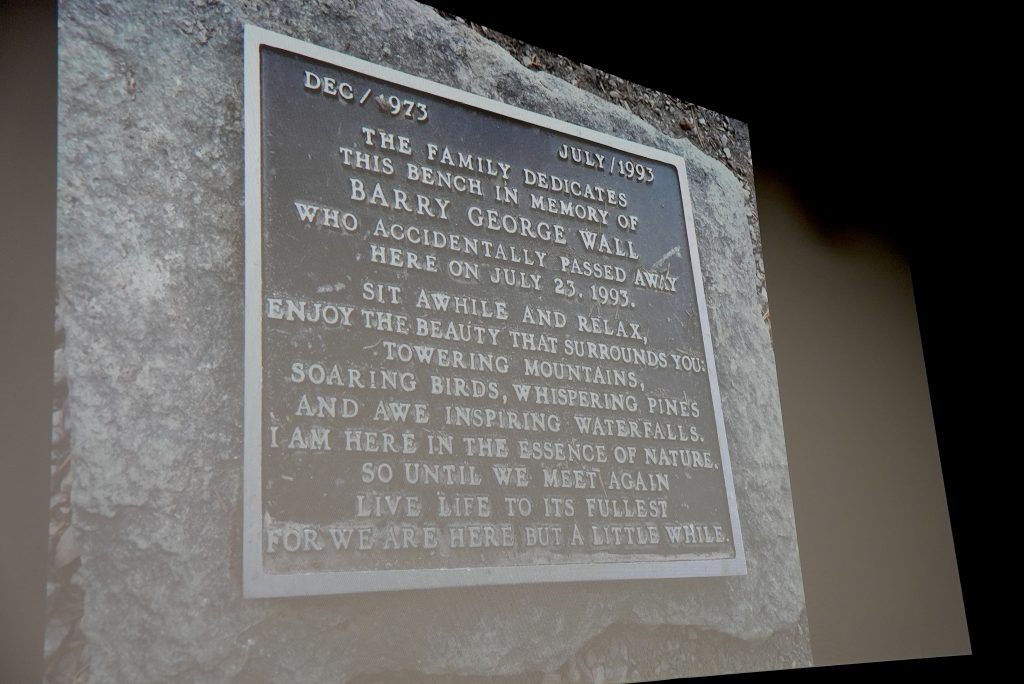 DEC / 1973
JULY / 1993
THE FAMILY DEDICATES
THIS BENCH IN MEMORY OF
BARRY GEORGE WALL
WHO ACCIDENTALLY PASSED AWAY
HERE ON JULY 23, 1993.
SIT AWHILE AND RELAX,
ENJOY THE BEAUTY THAT SURROUNDS YOU:
TOWERING MOUNTAINS,
SOARING BIRDS, WHISPERING PINES
AND AWE INSPIRING WATERFALLS.
I AM HERE IN THE ESSENCE OF NATURE.
SO UNTIL WE MEET AGAIN
LIVE LIFE TO ITS FULLEST
FOR WE ARE HERE BUT A LITTLE WHILE.